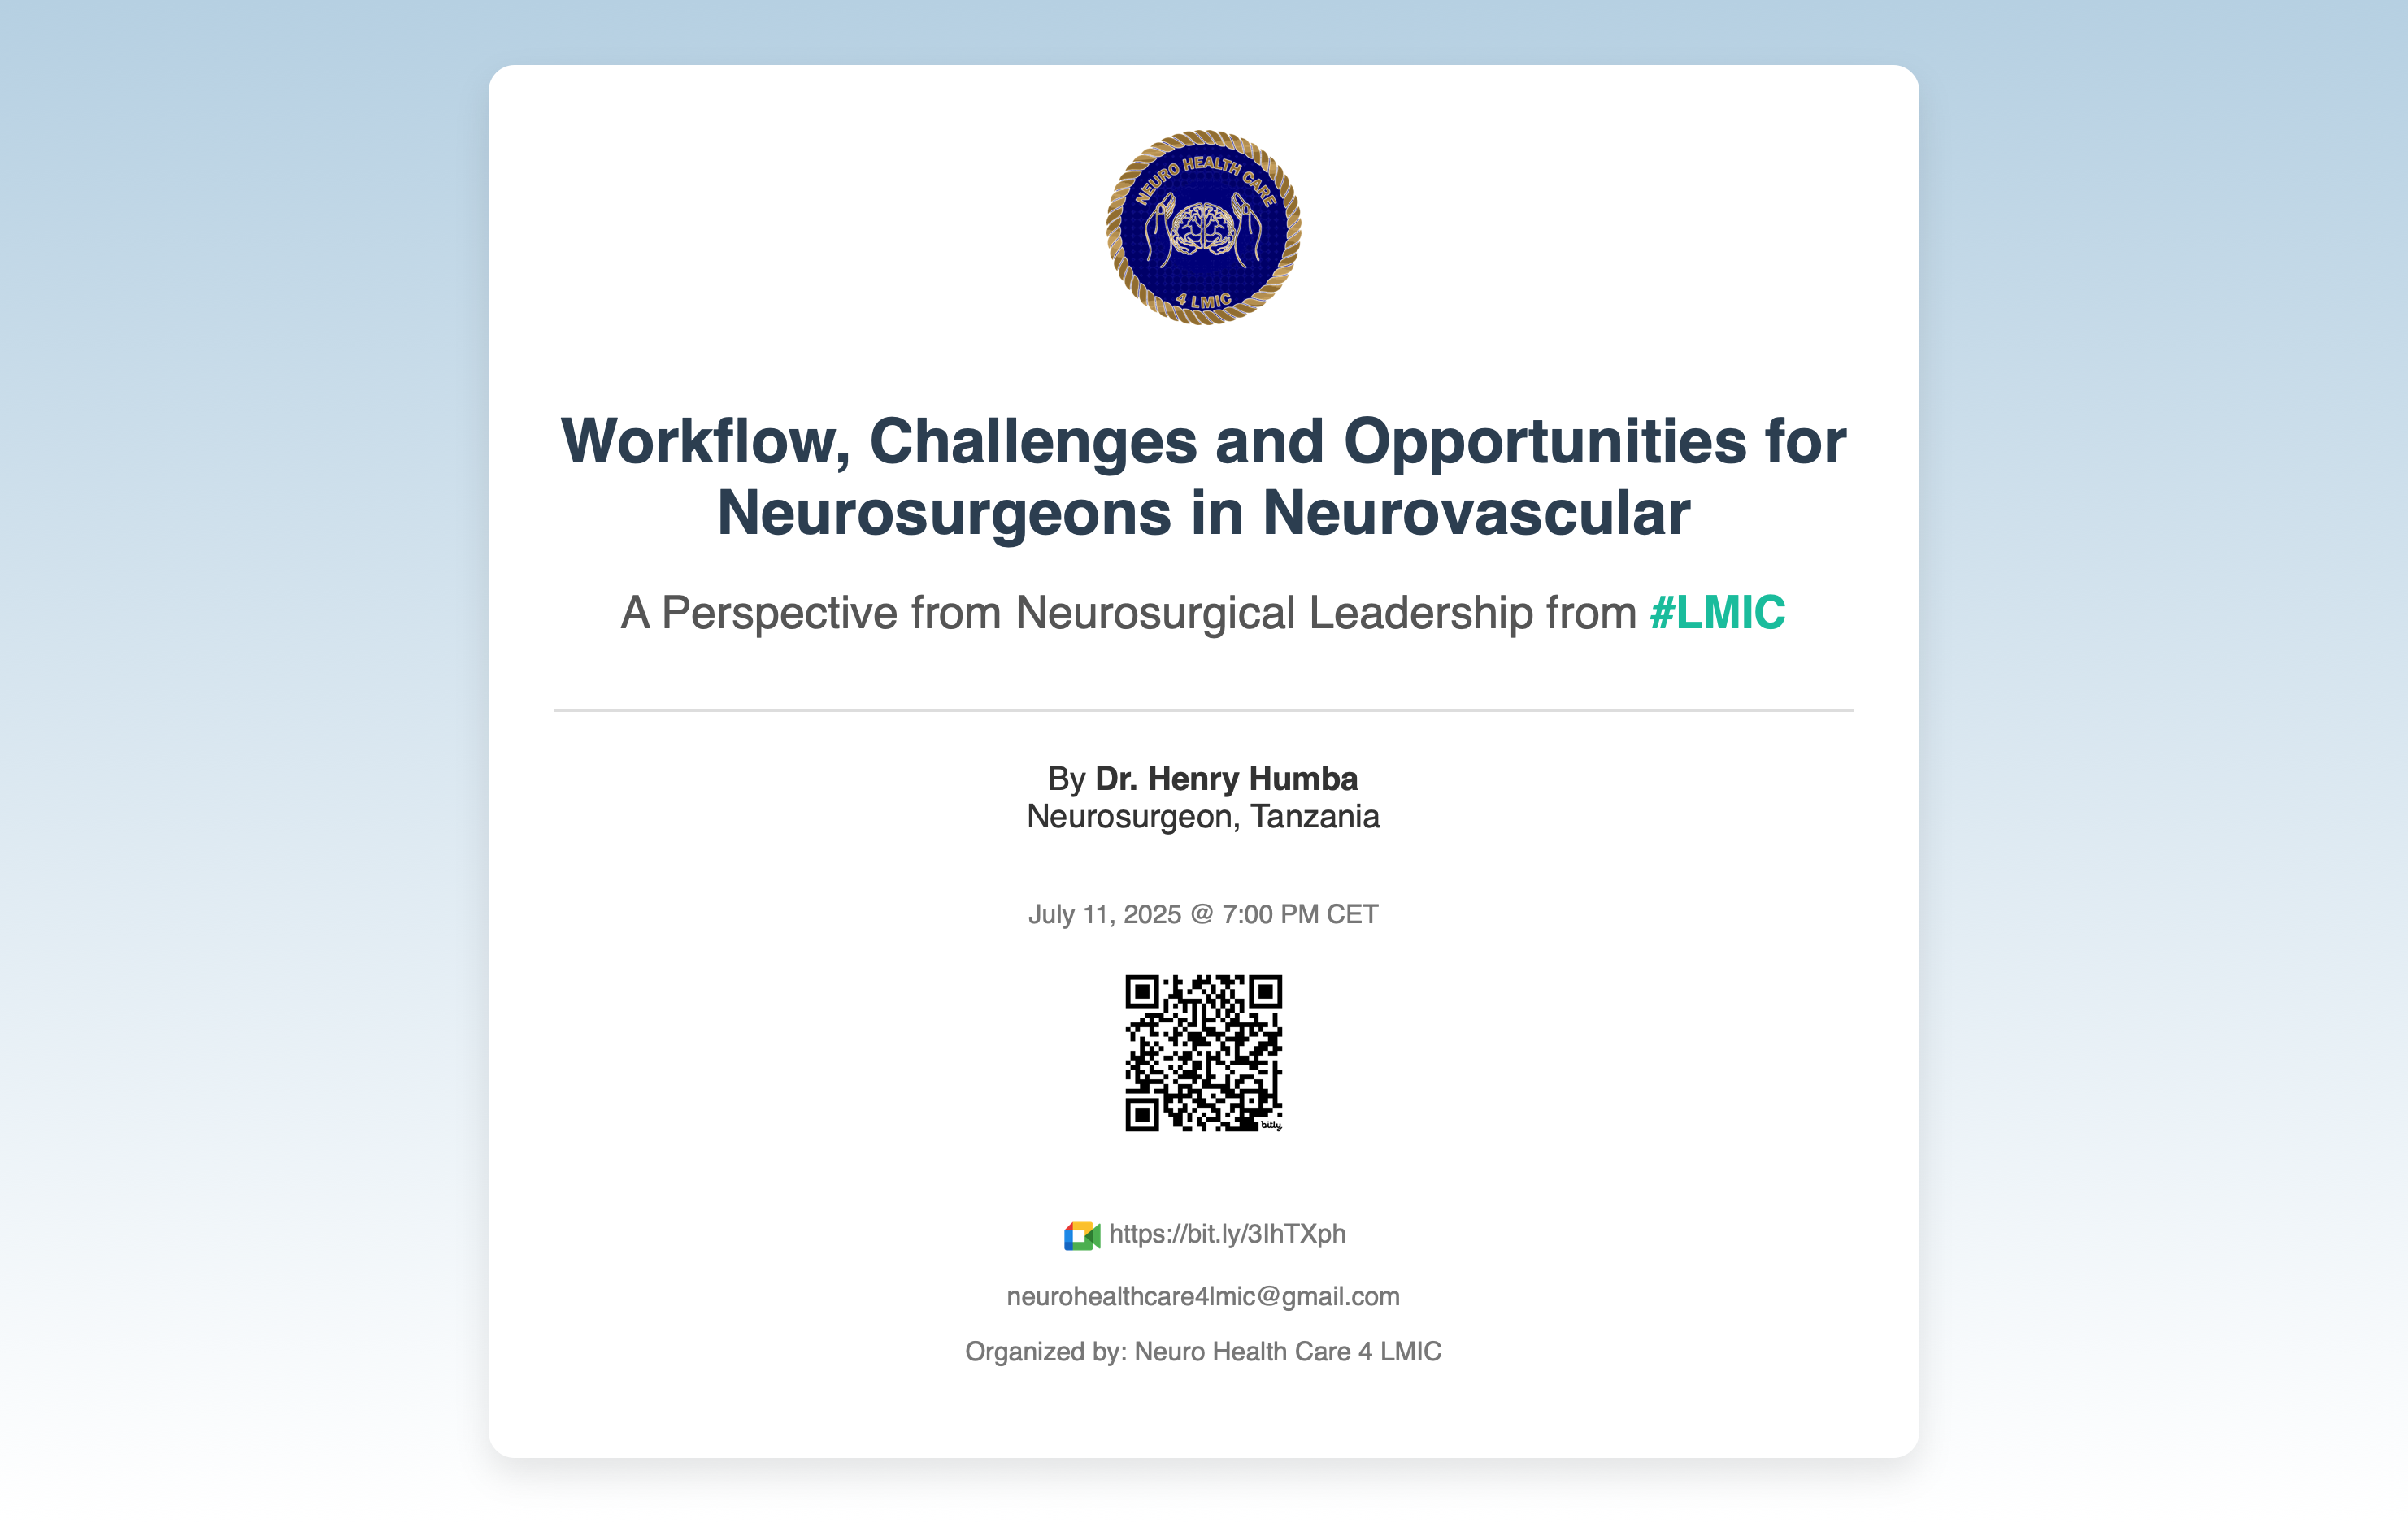 NEURO HEALTH CARE
4 LMIC
Workflow, Challenges and Opportunities for
Neurosurgeons in Neurovascular
A Perspective from Neurosurgical Leadership from #LMIC
By Dr. Henry Humba
Neurosurgeon, Tanzania
July 11, 2025 @ 7:00 PM CET
bitly
https://bit.ly/3IhTXph
neurohealthcare4lmic@gmail.com
Organized by: Neuro Health Care 4 LMIC